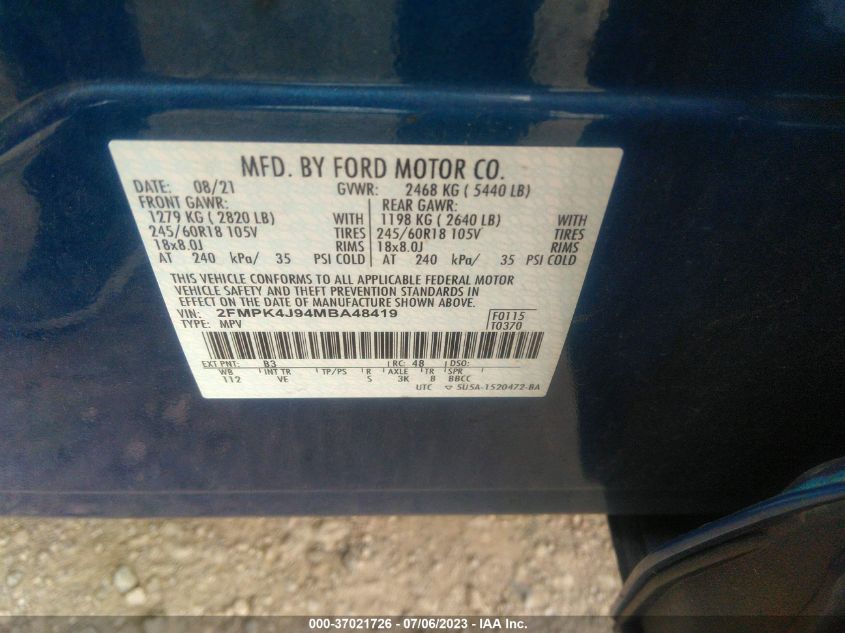 MFD. BY FORD MOTOR CO.
DATE: 08/21 GVWR: 2468 KG ( 5440 LB)
FRONT GAWR: REAR GAWR:
1279 KG ( 2820 LB) WITH 1198 KG ( 2640 LB) WITH
245/60R18 105V TIRES 245/60R18 105V TIRES
18x8.0J RIMS 18x8.0J RIMS
AT 240 kPa/ 35 PSI COLD AT 240 kPa/ 35 PSI COLD
THIS VEHICLE CONFORMS TO ALL APPLICABLE FEDERAL MOTOR
VEHICLE SAFETY AND THEFT PREVENTION STANDARDS IN
EFFECT ON THE DATE OF MANUFACTURE SHOWN ABOVE.
VIN: 2FMPK4J94MBA48419 F0115
TYPE: MPV T0370
EXT PNT: B3 RC: 48 DSO:
WB INT TR TP/PS R AXLE TR SPR
112 VE S 3K 8 BBCC
UTC SU5A-1520472-BA
000-37021726 - 07/06/2023 - © IAA Inc.